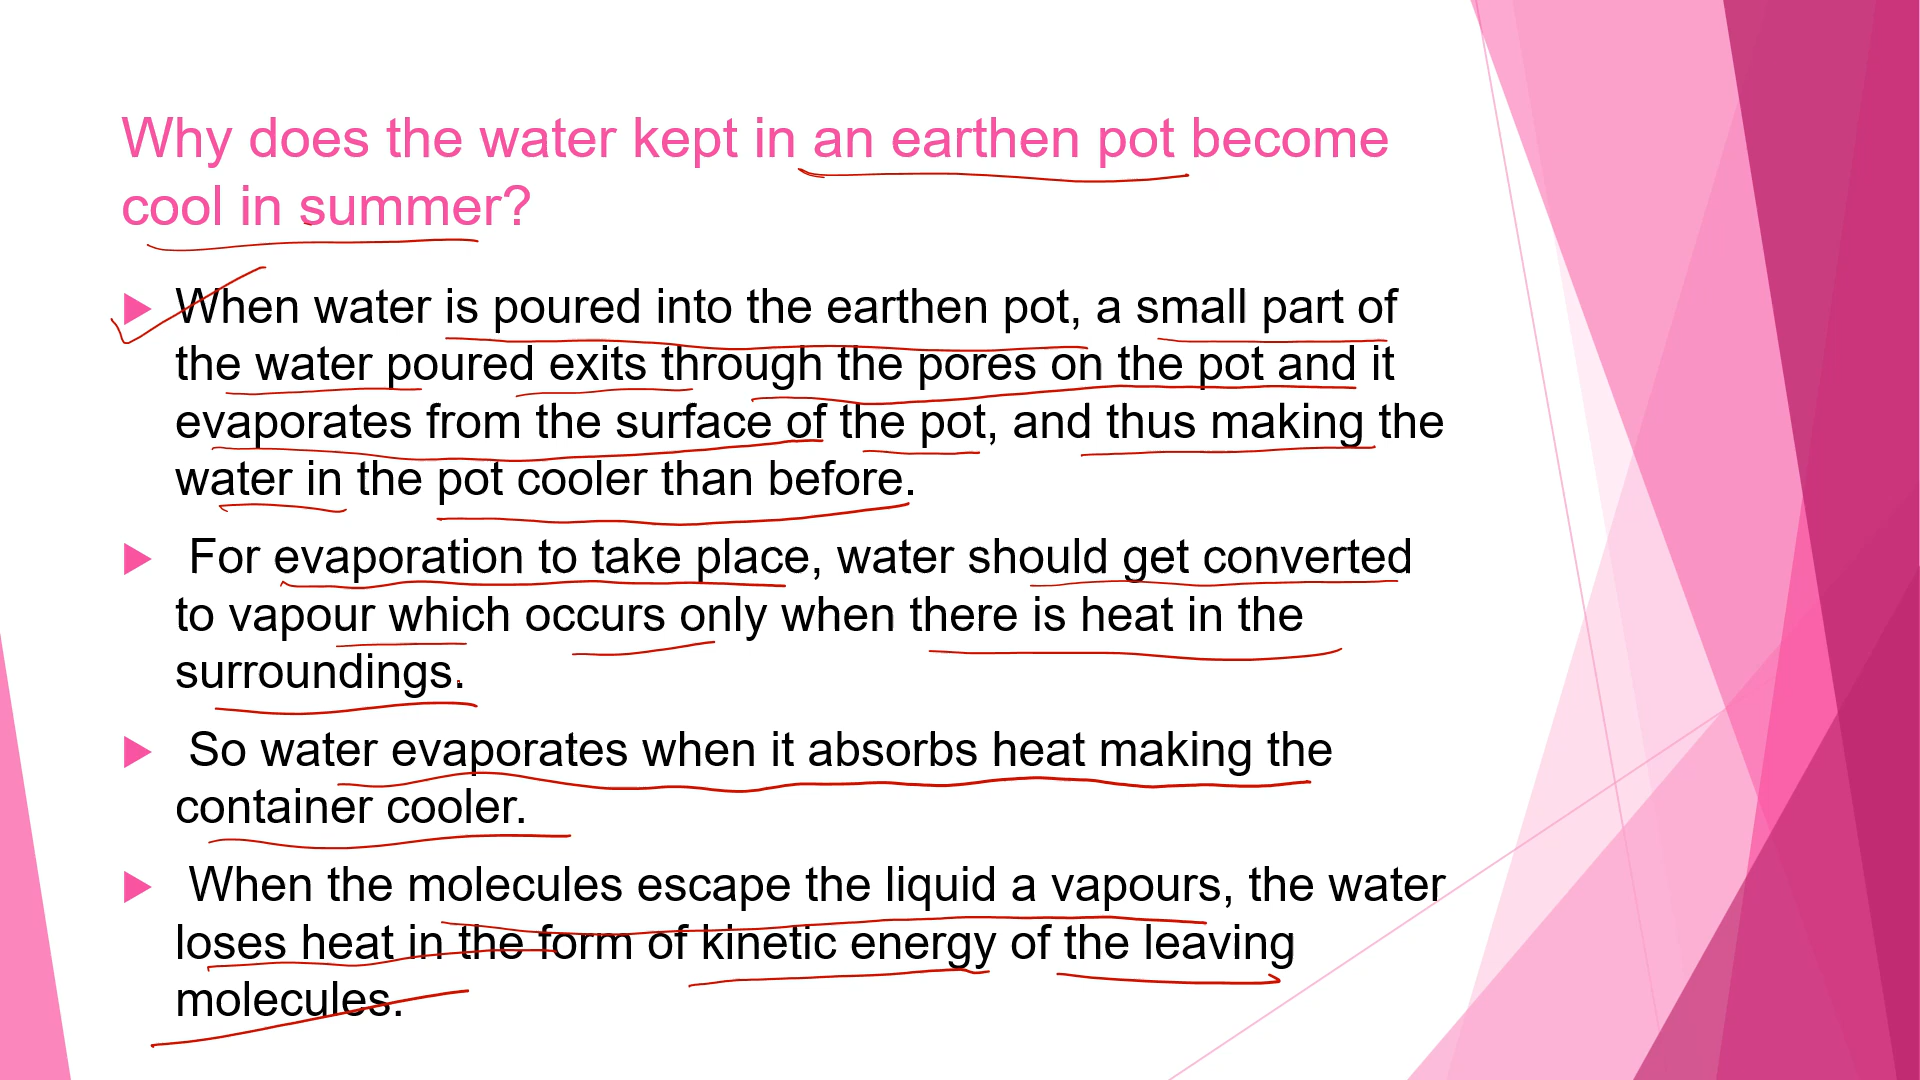 Why does the water kept in an earthen pot become
cool in summer?
When water is poured into the earthen pot, a small part of
the water poured exits through the pores on the pot and it
evaporates from the surface of the pot, and thus making the
water in the pot cooler than before.
For evaporation to take place, water should get converted
to vapour which occurs only when there is heat in the
surroundings.
So water evaporates when it absorbs heat making the
container cooler.
When the molecules escape the liquid a vapours, the water
loses heat in the form of kinetic energy of the leaving
molecules.